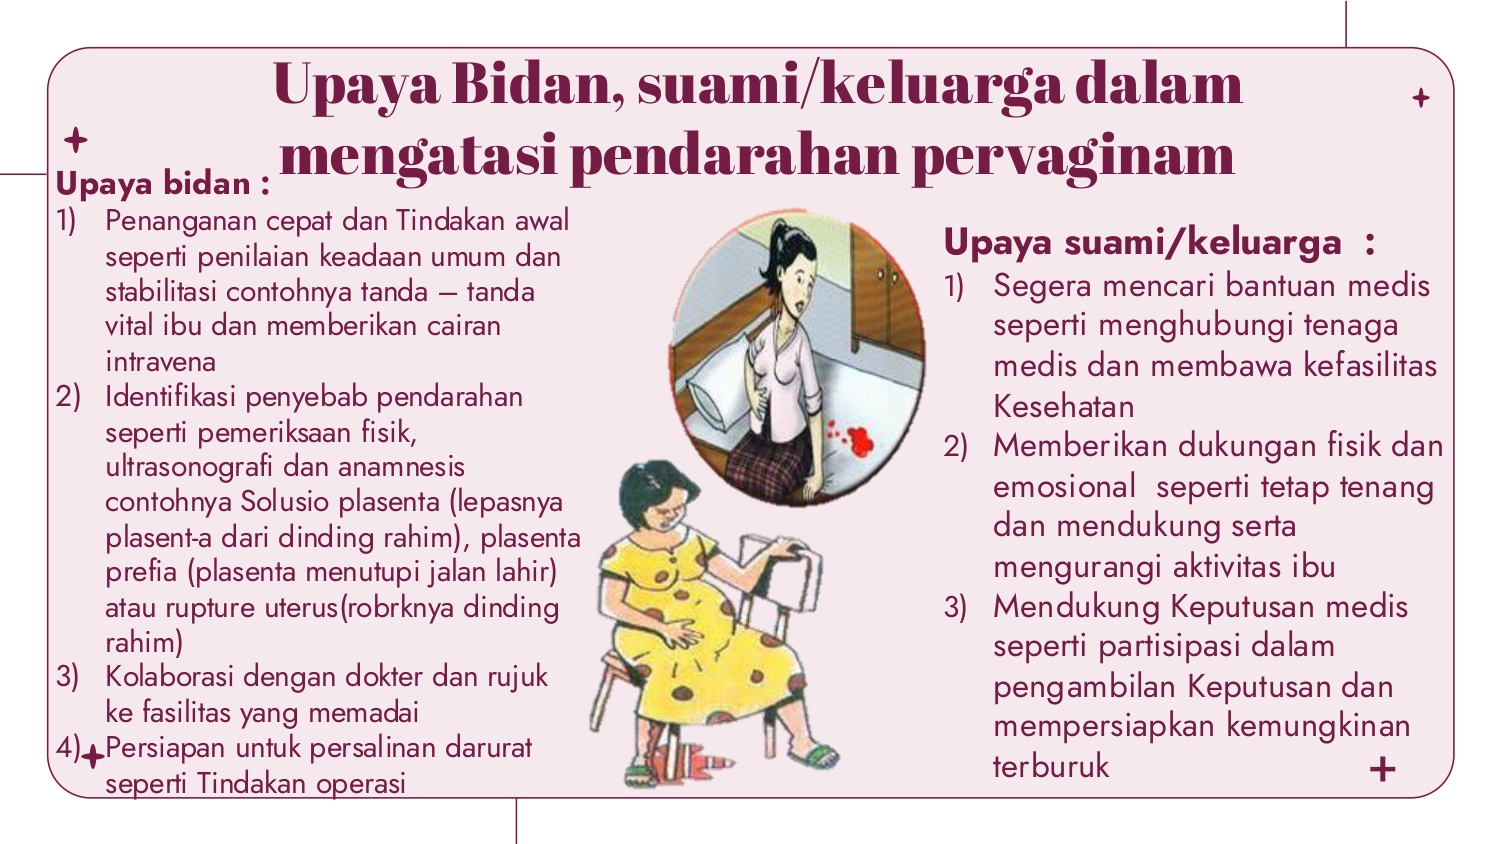 Upaya Bidan, suami/keluarga dalam
mengatasi pendarahan pervaginam
Upaya bidan :
1) Penanganan cepat dan Tindakan awal
seperti penilaian keadaan umum dan
stabilitasi contohnya tanda – tanda
vital ibu dan memberikan cairan
intravena
2) Identifikasi penyebab pendarahan
seperti pemeriksaan fisik,
ultrasonografi dan anamnesis
contohnya Solusio plasenta (lepasnya
plasent-a dari dinding rahim), plasenta
prefia (plasenta menutupi jalan lahir)
atau rupture uterus(robrknya dinding
rahim)
3) Kolaborasi dengan dokter dan rujuk
ke fasilitas yang memadai
4) Persiapan untuk persalinan darurat
seperti Tindakan operasi
Upaya suami/keluarga :
1) Segera mencari bantuan medis
seperti menghubungi tenaga
medis dan membawa kefasilitas
Kesehatan
2) Memberikan dukungan fisik dan
emosional seperti tetap tenang
dan mendukung serta
mengurangi aktivitas ibu
3) Mendukung Keputusan medis
seperti partisipasi dalam
pengambilan Keputusan dan
mempersiapkan kemungkinan
terburuk